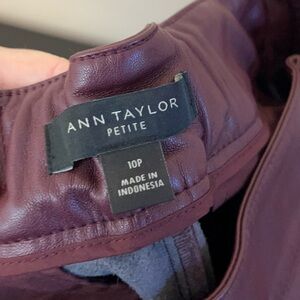 ANN TAYLOR
PETITE
10P
MADE IN
INDONESIA